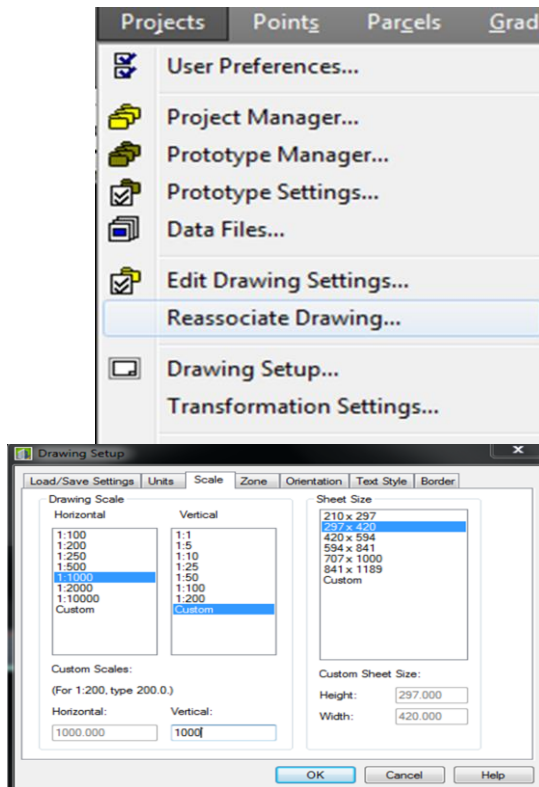 Projects Points Parcels Grad
User Preferences...
Project Manager...
Prototype Manager...
Prototype Settings...
Data Files...
Edit Drawing Settings...
Reassociate Drawing...
Drawing Setup...
Transformation Settings...
Drawing Setup
Load/Save Settings Units Scale Zone Orientation Text Style Border
Drawing Scale
Horizontal Vertical
1:100
1:200
1:250
1:500
1:1000
1:2000
1:10000
Custom
1:1
1:5
1:10
1:25
1:50
1:100
1:200
Custom
Custom Scales:
(For 1:200, type 200.0.)
Horizontal: Vertical:
1000.000 1000
Sheet Size
210 x 297
297 x 420
420 x 594
594 x 841
707 x 1000
841 x 1189
Custom
Custom Sheet Size:
Height: 297.000
Width: 420.000
OK Cancel Help